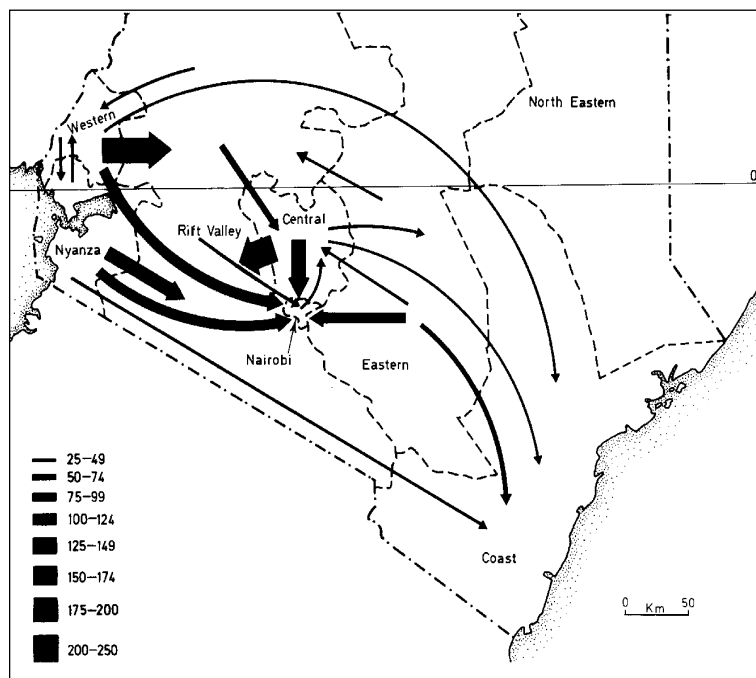 North Eastern
Western
0
Central
Rift Valley
Nyanza
Nairobi
Eastern
25–49
50–74
75–99
100–124
125–149
150–174
175–200
200–250
Coast
0 Km 50